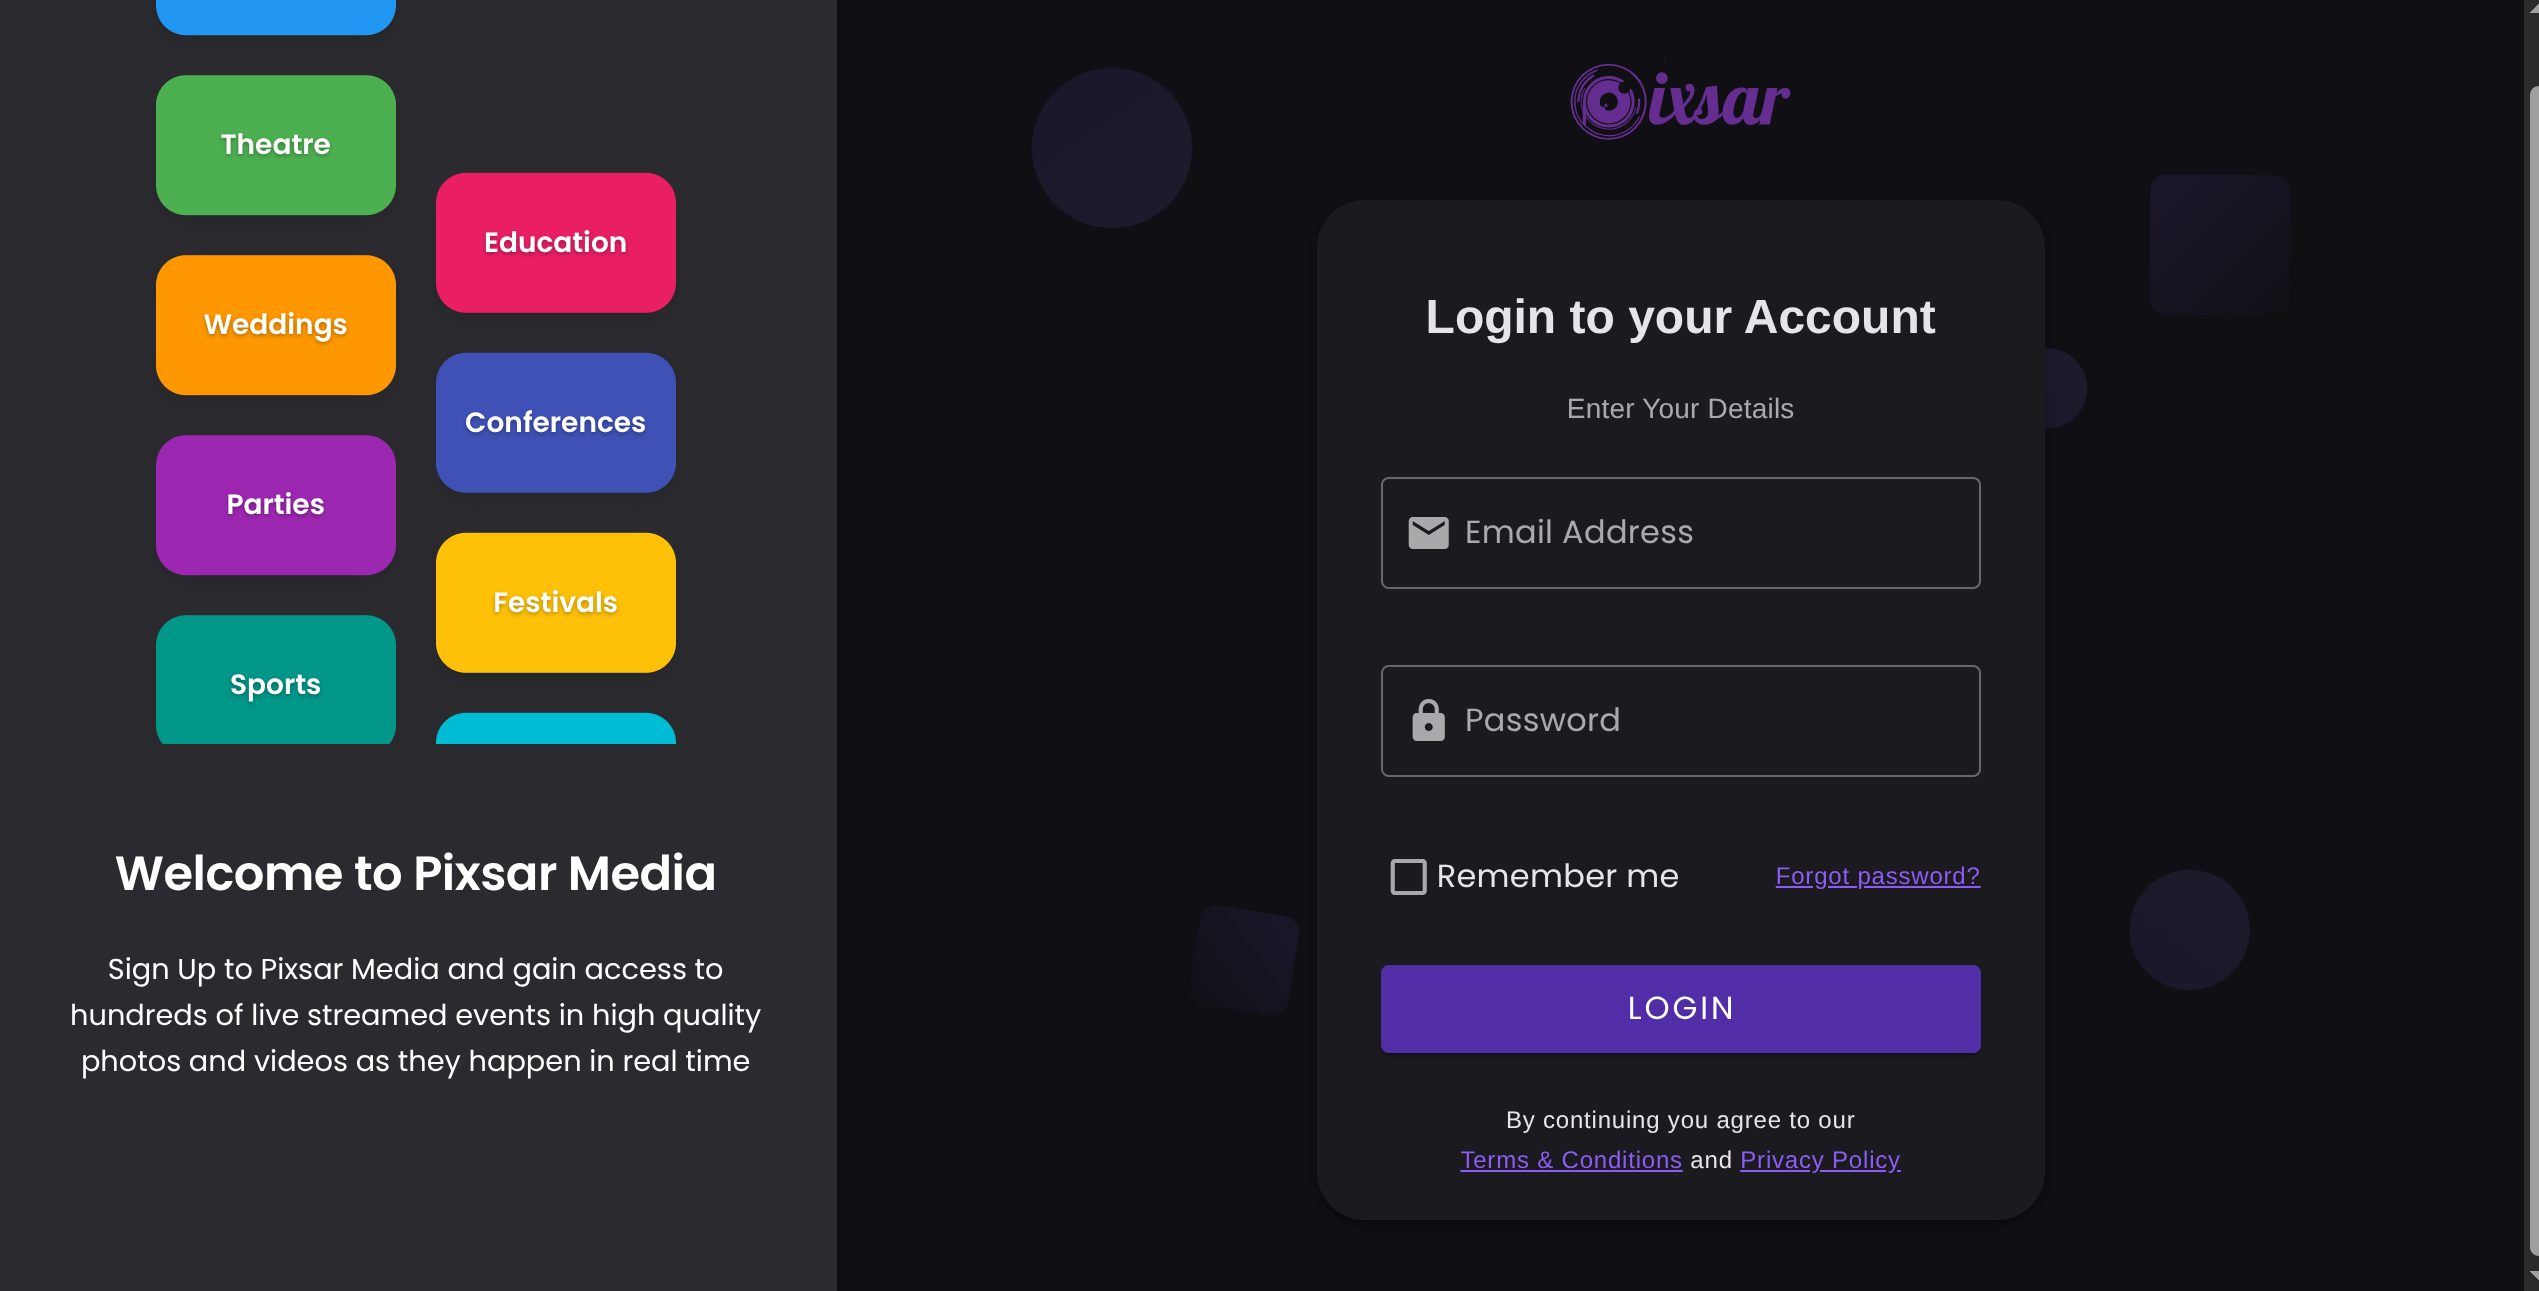 Theatre
Weddings
Parties
Sports
Education
Conferences
Festivals
Welcome to Pixsar Media
Sign Up to Pixsar Media and gain access to
hundreds of live streamed events in high quality
photos and videos as they happen in real time
Pixsar
Login to your Account
Enter Your Details
Email Address
Password
Remember me
Forgot password?
LOGIN
By continuing you agree to our
Terms & Conditions and Privacy Policy